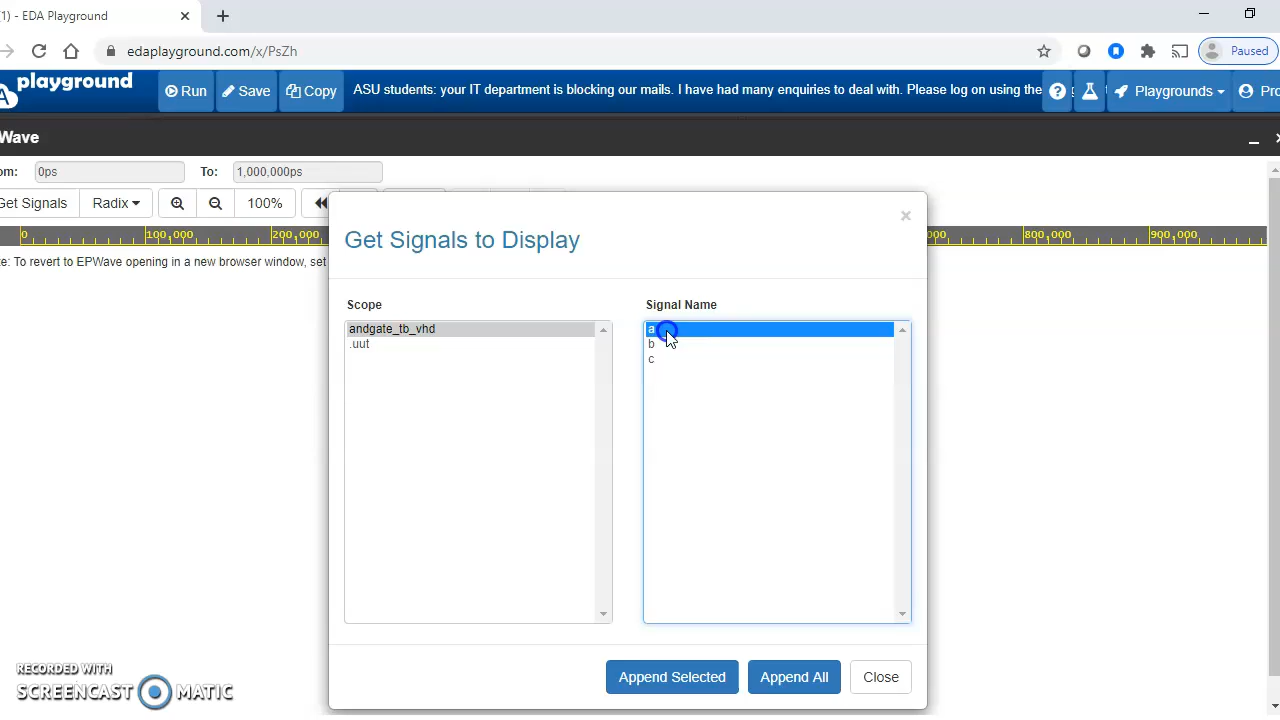 (1) - EDA Playground
edaplayground.com/x/PsZh
Paused
playground
A
Run
Save
Copy
ASU students: your IT department is blocking our mails. I have had many enquiries to deal with. Please log on using the
?
Playgrounds
Pro
Wave
om:
0ps
To:
1,000,000ps
Get Signals
Radix
100%
0
100,000
200,000
000
800,000
900,000
te: To revert to EPWave opening in a new browser window, set
×
Get Signals to Display
Scope
Signal Name
andgate_tb_vhd
.uut
a
b
c
Append Selected
Append All
Close
RECORDED WITH
SCREENCAST MATIC